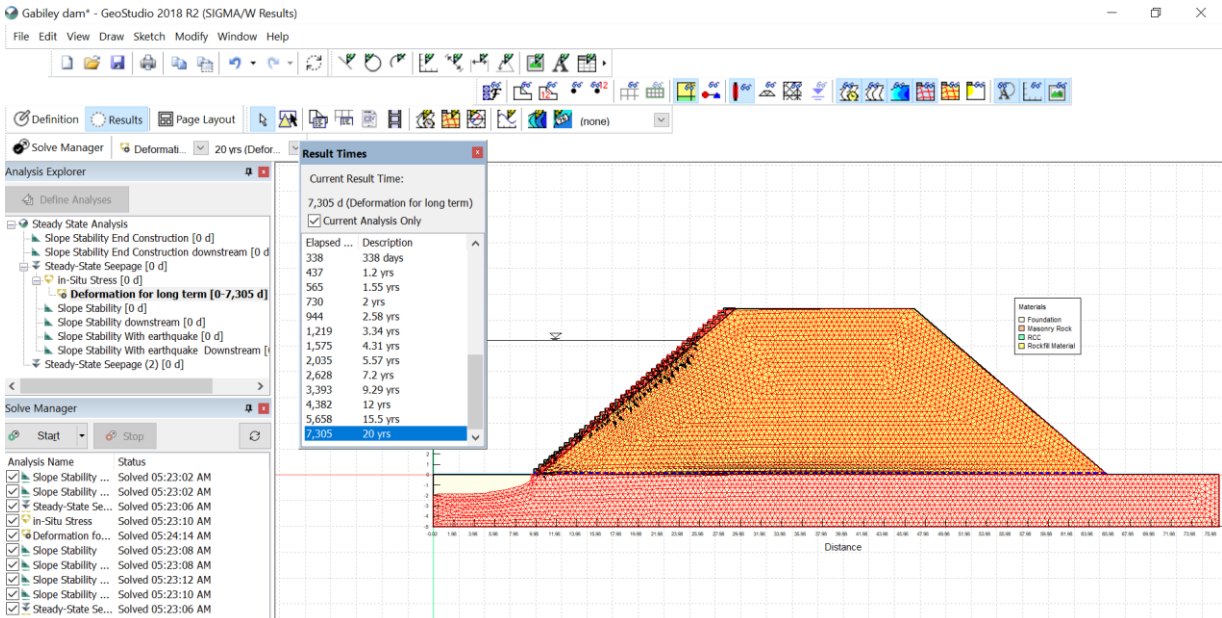 Gabiley dam* - GeoStudio 2018 R2 (SIGMA/W Results)
File Edit View Draw Sketch Modify Window Help
Definition Results Page Layout (none)
Solve Manager Deformati... 20 yrs (Defor...
Analysis Explorer
Define Analyses
Steady State Analysis
Slope Stability End Construction [0 d]
Slope Stability End Construction downstream [0 d
Steady-State Seepage [0 d]
in-Situ Stress [0 d]
Deformation for long term [0-7,305 d]
Slope Stability [0 d]
Slope Stability downstream [0 d]
Slope Stability With earthquake [0 d]
Slope Stability With earthquake Downstream [
Steady-State Seepage (2) [0 d]
Solve Manager
Start Stop
Analysis Name Status
Slope Stability ... Solved 05:23:02 AM
Slope Stability ... Solved 05:23:02 AM
Steady-State Se... Solved 05:23:06 AM
in-Situ Stress Solved 05:23:10 AM
Deformation fo... Solved 05:24:14 AM
Slope Stability Solved 05:23:08 AM
Slope Stability ... Solved 05:23:08 AM
Slope Stability ... Solved 05:23:12 AM
Slope Stability ... Solved 05:23:10 AM
Steady-State Se... Solved 05:23:06 AM
Result Times
Current Result Time:
7,305 d (Deformation for long term)
Current Analysis Only
Elapsed ... Description
338 338 days
437 1.2 yrs
565 1.55 yrs
730 2 yrs
944 2.58 yrs
1,219 3.34 yrs
1,575 4.31 yrs
2,035 5.57 yrs
2,628 7.2 yrs
3,393 9.29 yrs
4,382 12 yrs
5,658 15.5 yrs
7,305 20 yrs
Materials
Foundation
Masonry Rock
RCC
Rockfill Material
2
1
0
-1
-2
-3
-4
-5
Distance